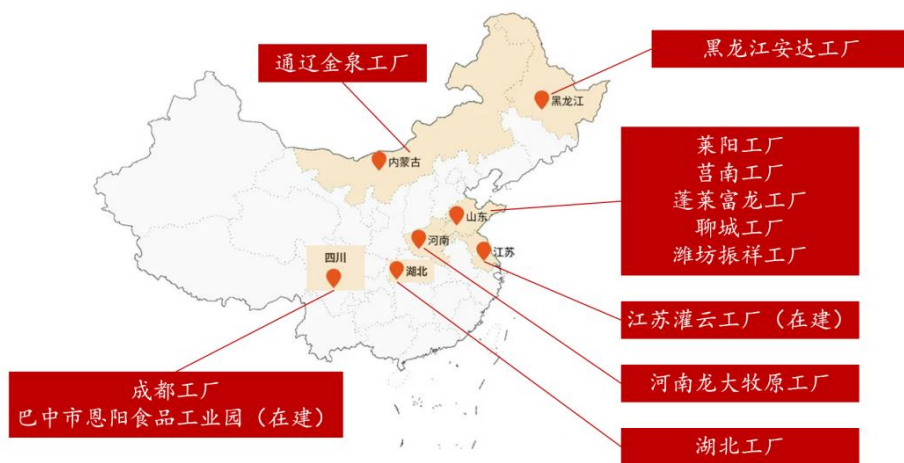 通辽金泉工厂
黑龙江安达工厂
黑龙江
内蒙古
莱阳工厂
莒南工厂
蓬莱富龙工厂
聊城工厂
潍坊振祥工厂
山东
河南
江苏
四川
湖北
江苏灌云工厂（在建）
河南龙大牧原工厂
成都工厂
巴中市恩阳食品工业园（在建）
湖北工厂